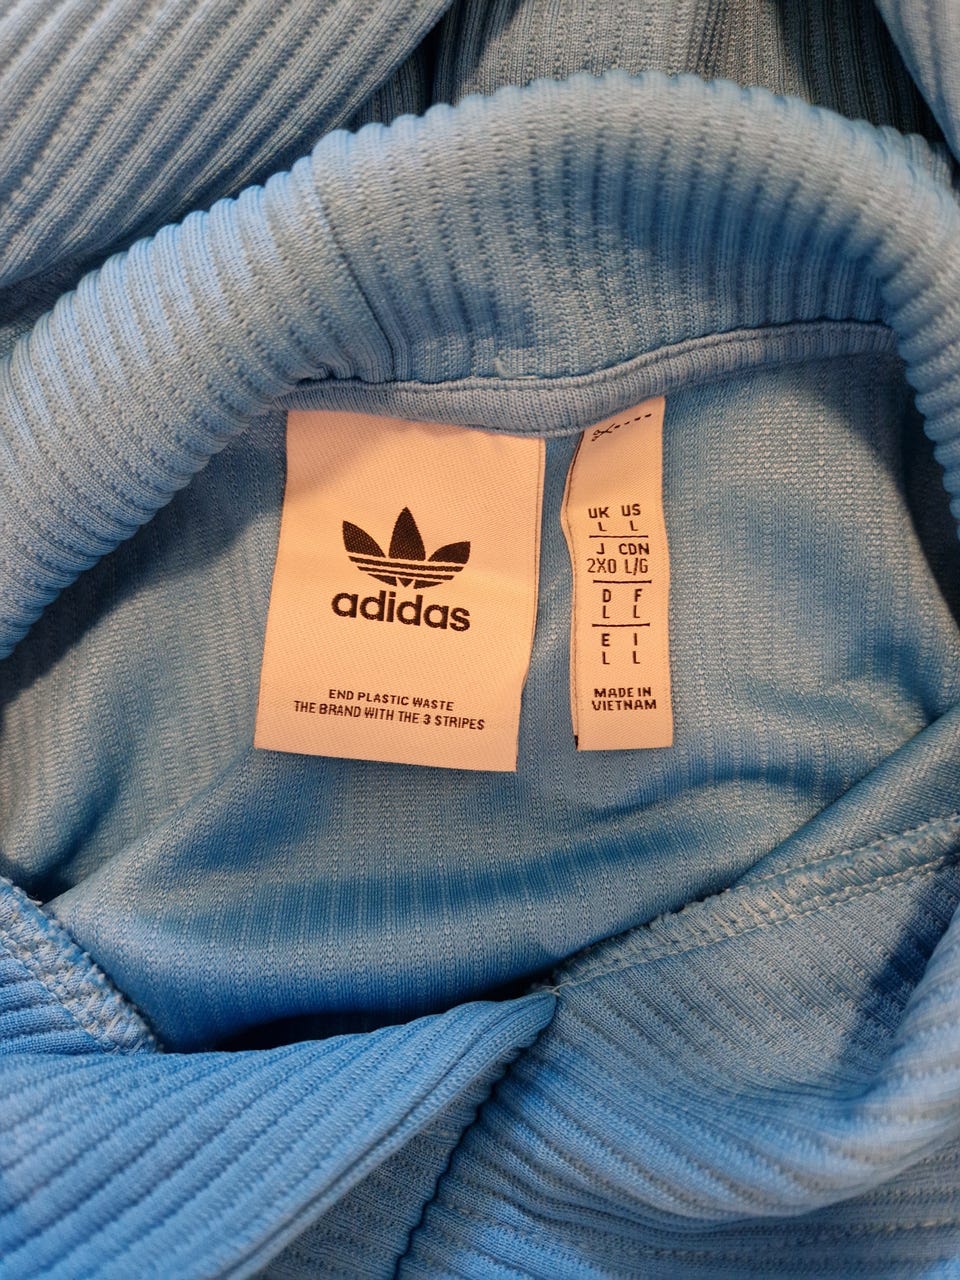 adidas
END PLASTIC WASTE
THE BRAND WITH THE 3 STRIPES
UK US
L L
J CDN
2XO L/G
D F
L L
E I
L L
MADE IN
VIETNAM